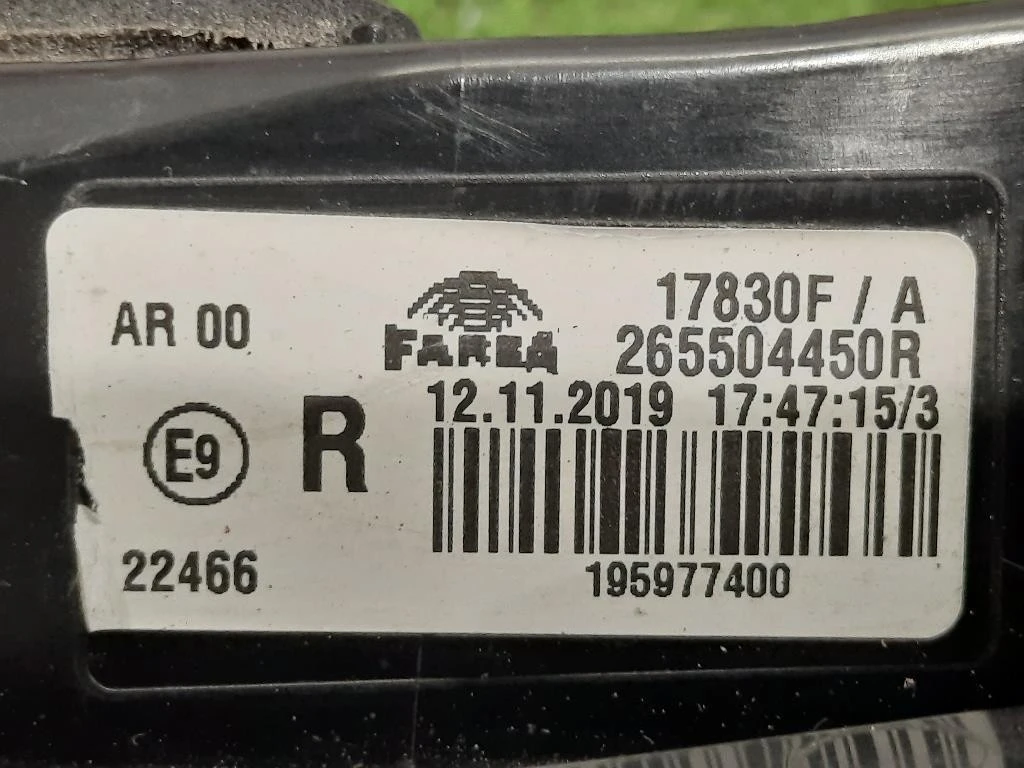 AR 00
FARBA
17830F / A
265504450R
12.11.2019 17:47:15/3
E9
R
22466
195977400